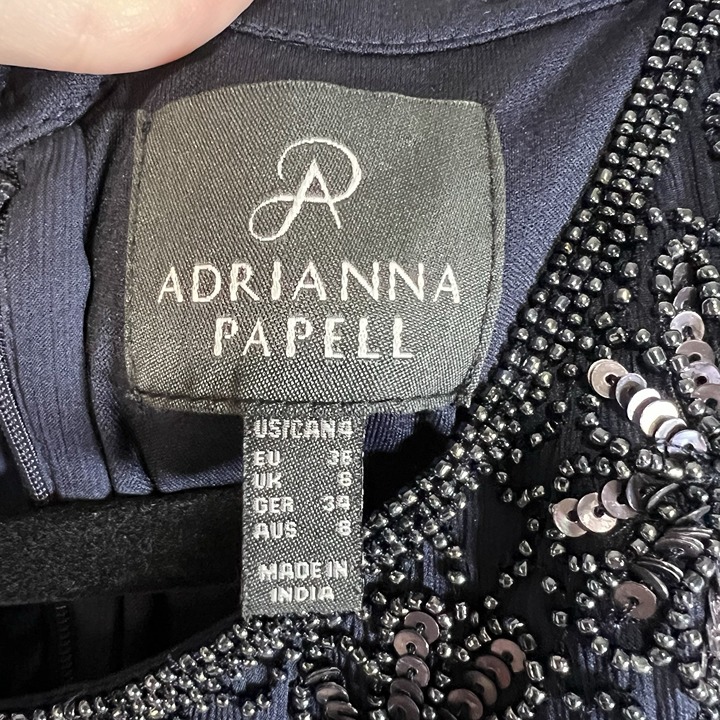 ADRIANNA
PAPELL
US/CAN 4
EU 36
UK 8
GER 34
AUS 8
MADE IN
INDIA